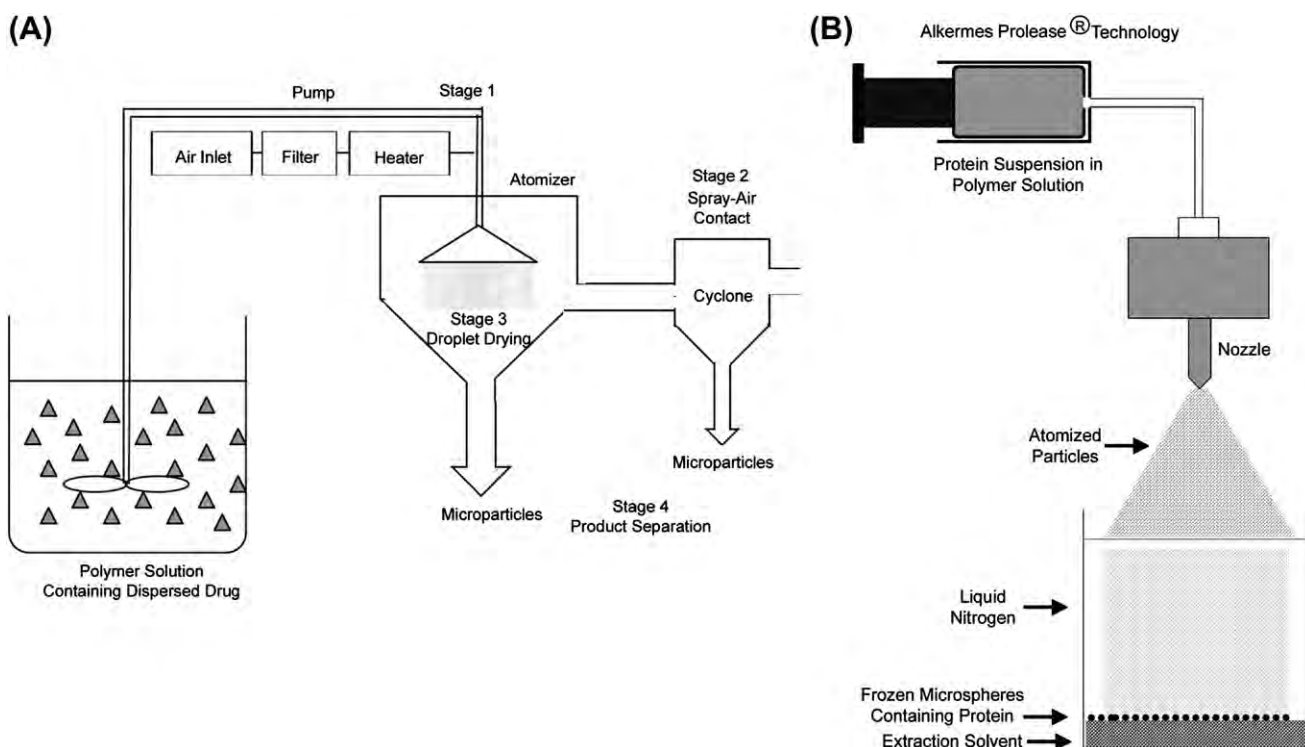 (A)
Pump
Stage 1
Air Inlet
Filter
Heater
Atomizer
Stage 2
Spray-Air
Contact
Cyclone
Stage 3
Droplet Drying
Microparticles
Microparticles
Stage 4
Product Separation
Polymer Solution
Containing Dispersed Drug
(B)
Alkermes Prolease ® Technology
Protein Suspension in
Polymer Solution
Nozzle
Atomized
Particles
Liquid
Nitrogen
Frozen Microspheres
Containing Protein
Extraction Solvent